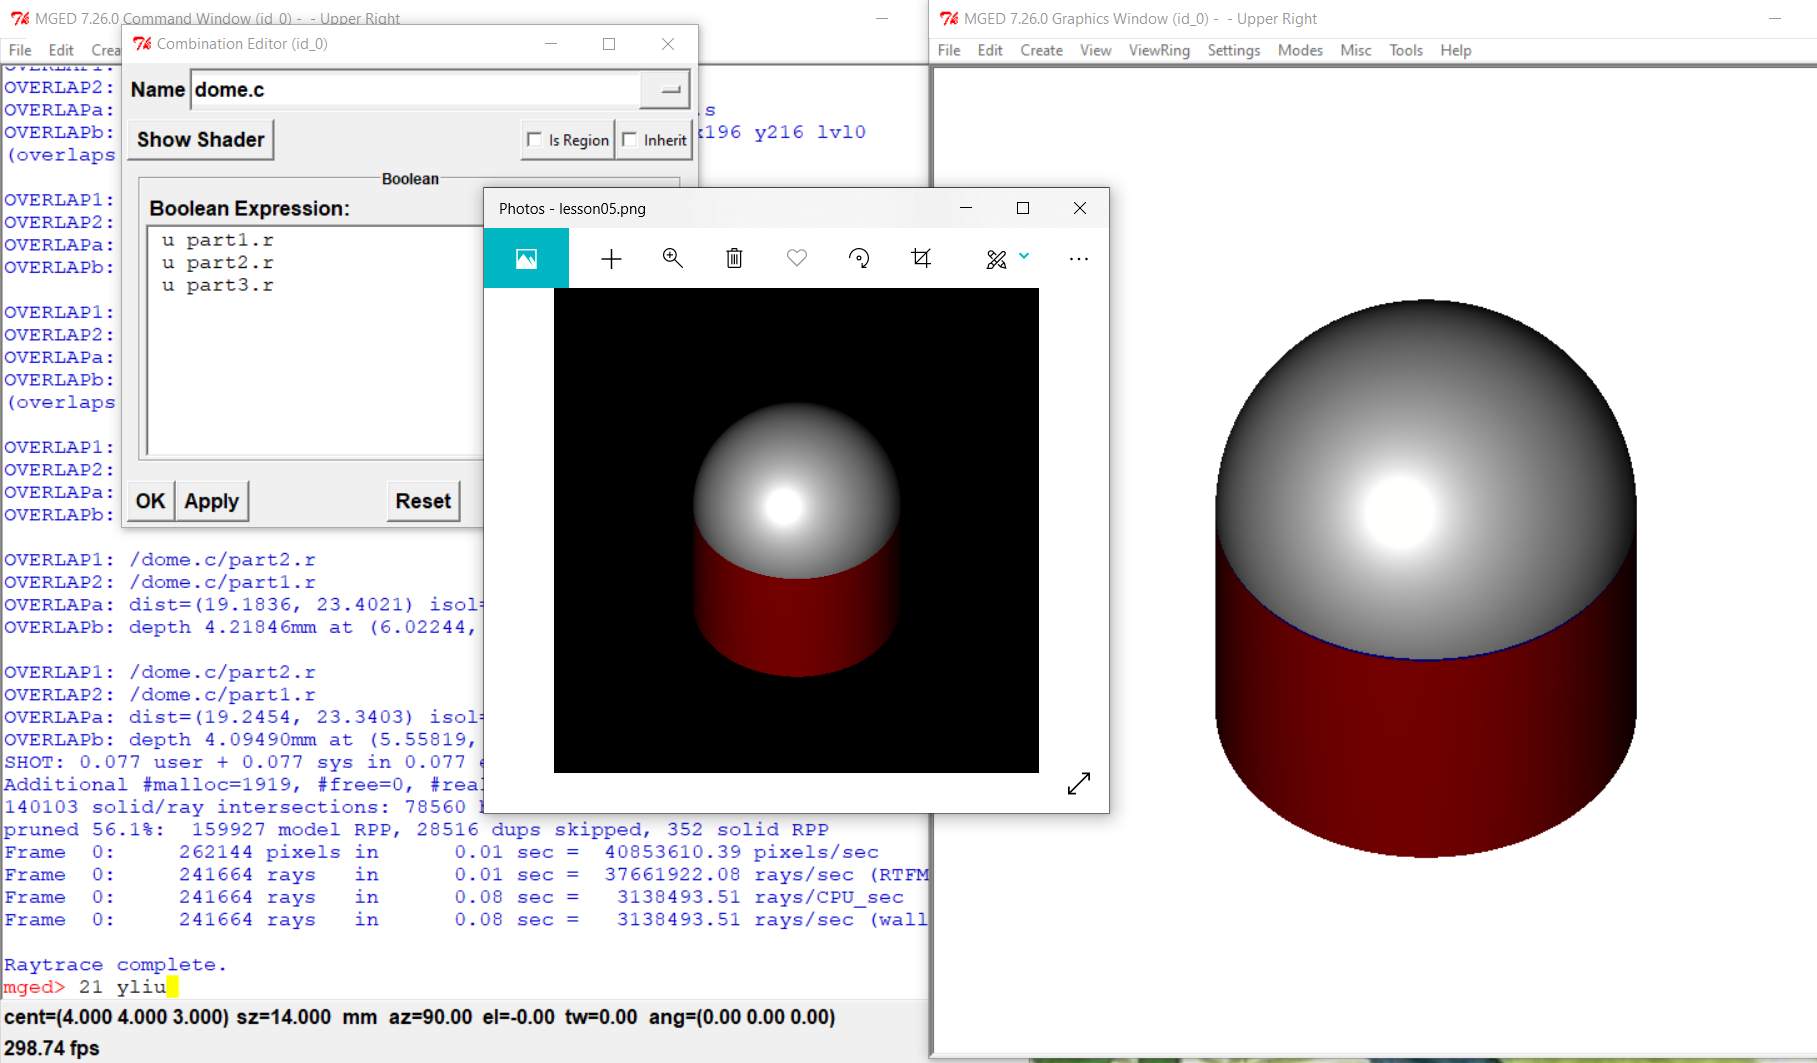 MGED 7.26.0 Command Window (id_0) - - Upper Right
File Edit Crea
OVERLAP1:
OVERLAP2:
OVERLAPa: .s
OVERLAPb: x196 y216 lvl0
(overlaps
OVERLAP1:
OVERLAP2:
OVERLAPa:
OVERLAPb:
OVERLAP1:
OVERLAP2:
OVERLAPa:
OVERLAPb:
(overlaps
OVERLAP1:
OVERLAP2:
OVERLAPa:
OVERLAPb:
OVERLAP1: /dome.c/part2.r
OVERLAP2: /dome.c/part1.r
OVERLAPa: dist=(19.1836, 23.4021) isol=
OVERLAPb: depth 4.21846mm at (6.02244,
OVERLAP1: /dome.c/part2.r
OVERLAP2: /dome.c/part1.r
OVERLAPa: dist=(19.2454, 23.3403) isol=
OVERLAPb: depth 4.09490mm at (5.55819,
SHOT: 0.077 user + 0.077 sys in 0.077 e
Additional #malloc=1919, #free=0, #real
140103 solid/ray intersections: 78560 h
pruned 56.1%: 159927 model RPP, 28516 dups skipped, 352 solid RPP
Frame 0: 262144 pixels in 0.01 sec = 40853610.39 pixels/sec
Frame 0: 241664 rays in 0.01 sec = 37661922.08 rays/sec (RTFM
Frame 0: 241664 rays in 0.08 sec = 3138493.51 rays/CPU_sec
Frame 0: 241664 rays in 0.08 sec = 3138493.51 rays/sec (wall
Raytrace complete.
mged> 21 yliu
cent=(4.000 4.000 3.000) sz=14.000 mm az=90.00 el=-0.00 tw=0.00 ang=(0.00 0.00 0.00)
298.74 fps
Combination Editor (id_0)
Name dome.c
Show Shader Is Region Inherit
Boolean
Boolean Expression:
u part1.r
u part2.r
u part3.r
OK Apply Reset
Photos - lesson05.png
MGED 7.26.0 Graphics Window (id_0) - - Upper Right
File Edit Create View ViewRing Settings Modes Misc Tools Help